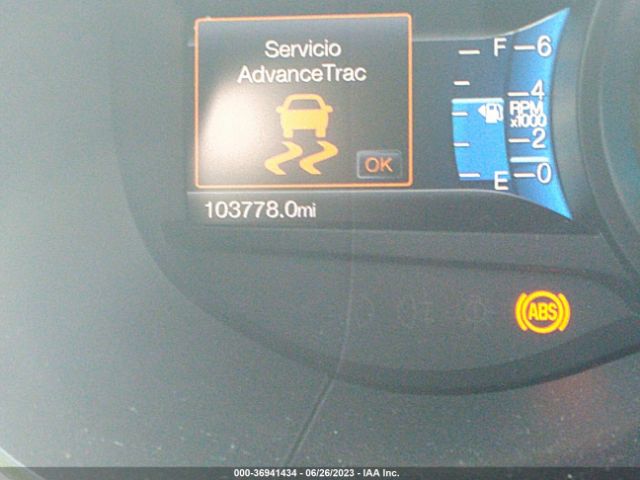 Servicio
AdvanceTrac
OK
103778.0mi
F
E
6
4
RPM
x1000
2
0
ABS
000-36941434 - 06/26/2023 - IAA Inc.